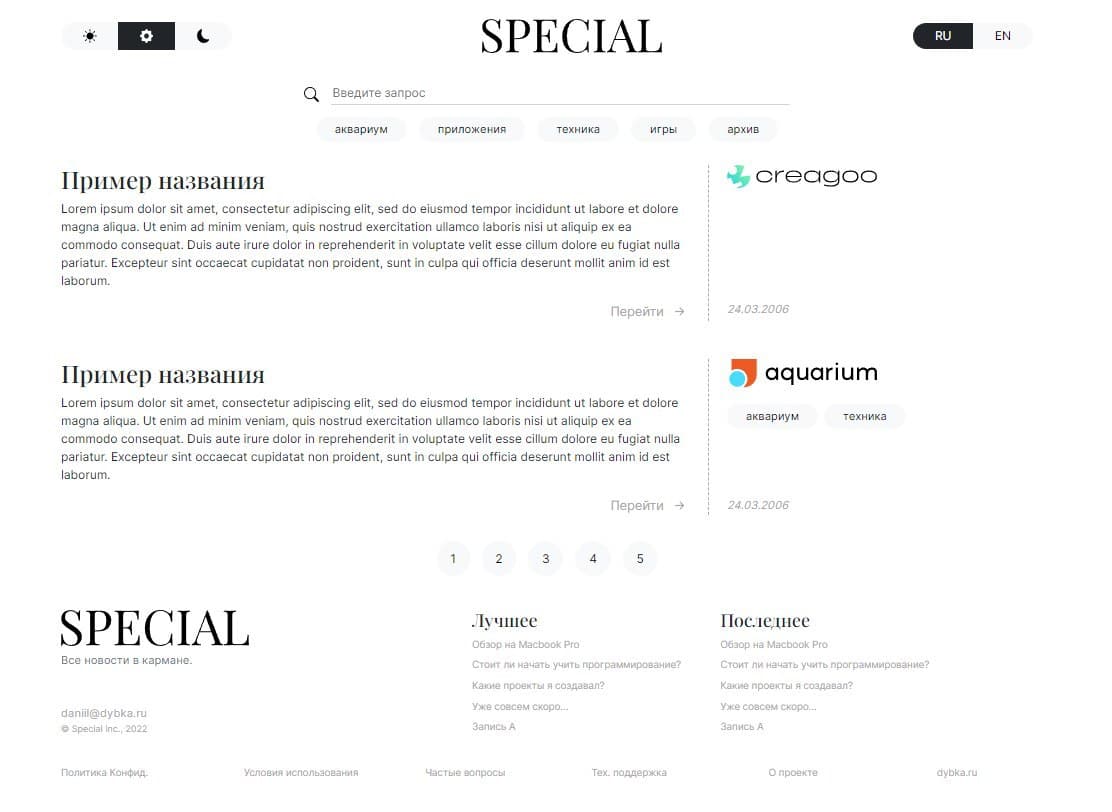 SPECIAL
RU EN
Введите запрос
аквариум приложения техника игры архив
Пример названия
Lorem ipsum dolor sit amet, consectetur adipiscing elit, sed do eiusmod tempor incididunt ut labore et dolore
magna aliqua. Ut enim ad minim veniam, quis nostrud exercitation ullamco laboris nisi ut aliquip ex ea
commodo consequat. Duis aute irure dolor in reprehenderit in voluptate velit esse cillum dolore eu fugiat nulla
pariatur. Excepteur sint occaecat cupidatat non proident, sunt in culpa qui officia deserunt mollit anim id est
laborum.
Перейти →
creagoo
24.03.2006
Пример названия
Lorem ipsum dolor sit amet, consectetur adipiscing elit, sed do eiusmod tempor incididunt ut labore et dolore
magna aliqua. Ut enim ad minim veniam, quis nostrud exercitation ullamco laboris nisi ut aliquip ex ea
commodo consequat. Duis aute irure dolor in reprehenderit in voluptate velit esse cillum dolore eu fugiat nulla
pariatur. Excepteur sint occaecat cupidatat non proident, sunt in culpa qui officia deserunt mollit anim id est
laborum.
Перейти →
aquarium
аквариум техника
24.03.2006
1 2 3 4 5
SPECIAL
Все новости в кармане.
daniil@dybka.ru
© Special Inc., 2022
Лучшее
Обзор на Macbook Pro
Стоит ли начать учить программирование?
Какие проекты я создавал?
Уже совсем скоро...
Запись А
Последнее
Обзор на Macbook Pro
Стоит ли начать учить программирование?
Какие проекты я создавал?
Уже совсем скоро...
Запись А
Политика Конфид. Условия использования Частые вопросы Тех. поддержка О проекте dybka.ru